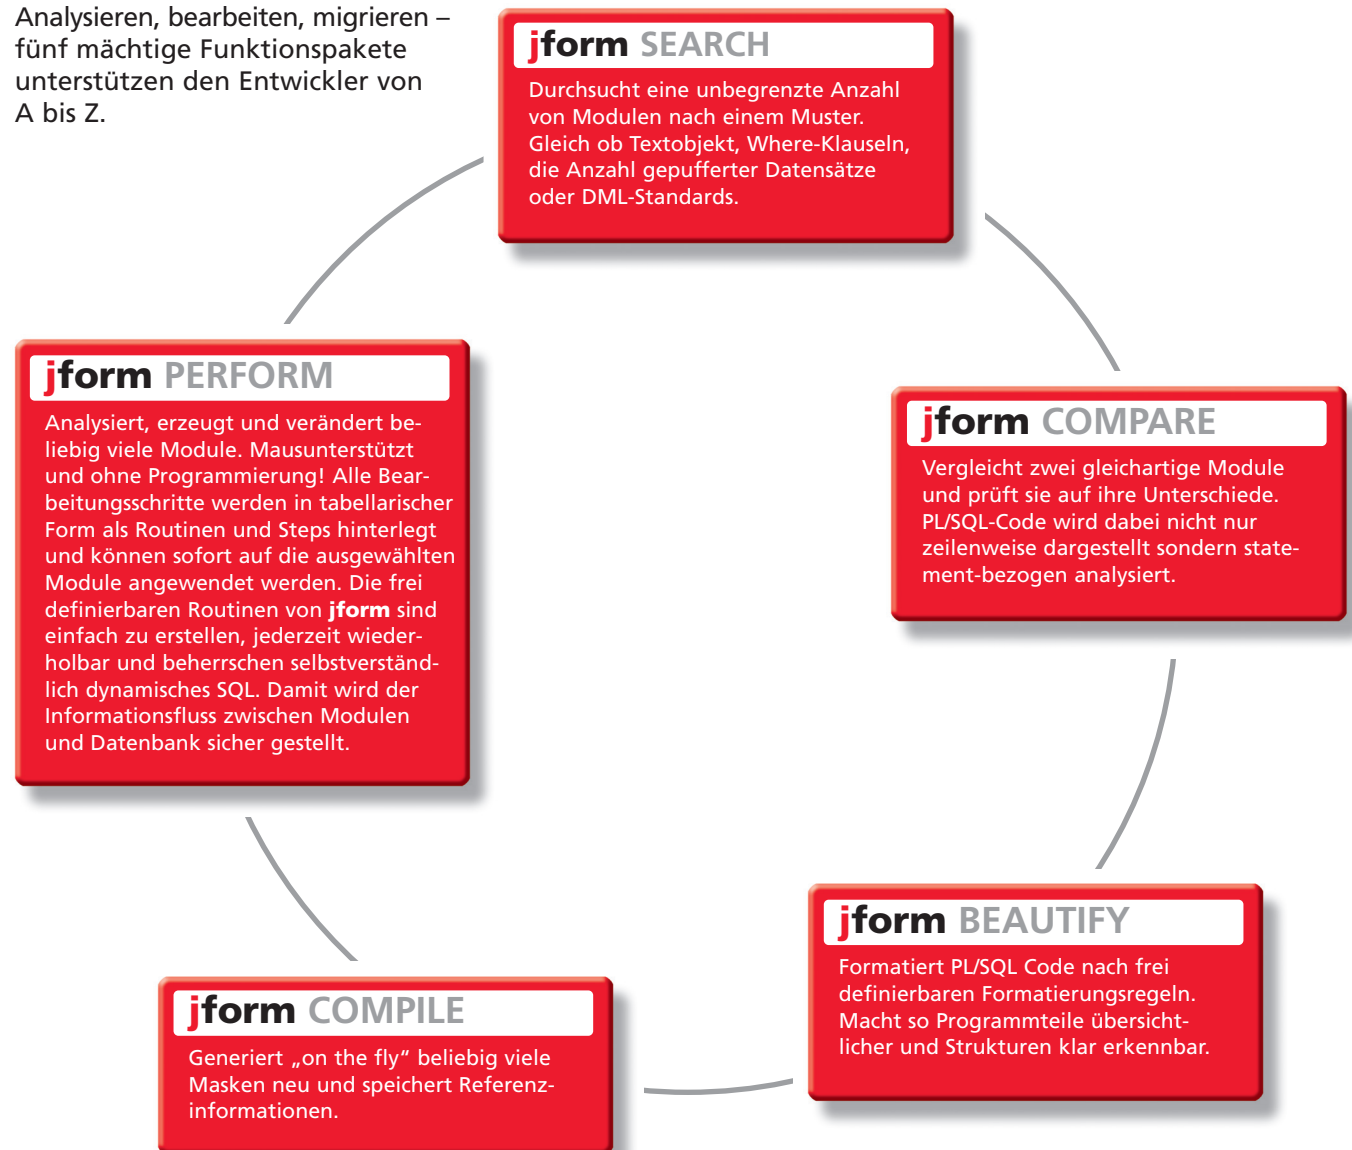 Analysieren, bearbeiten, migrieren –
fünf mächtige Funktionspakete
unterstützen den Entwickler von
A bis Z.
jform SEARCH
Durchsucht eine unbegrenzte Anzahl
von Modulen nach einem Muster.
Gleich ob Textobjekt, Where-Klauseln,
die Anzahl gepufferter Datensätze
oder DML-Standards.
jform PERFORM
Analysiert, erzeugt und verändert be-
liebig viele Module. Mausunterstützt
und ohne Programmierung! Alle Bear-
beitungsschritte werden in tabellarischer
Form als Routinen und Steps hinterlegt
und können sofort auf die ausgewählten
Module angewendet werden. Die frei
definierbaren Routinen von jform sind
einfach zu erstellen, jederzeit wieder-
holbar und beherrschen selbstverständ-
lich dynamisches SQL. Damit wird der
Informationsfluss zwischen Modulen
und Datenbank sicher gestellt.
jform COMPARE
Vergleicht zwei gleichartige Module
und prüft sie auf ihre Unterschiede.
PL/SQL-Code wird dabei nicht nur
zeilenweise dargestellt sondern state-
ment-bezogen analysiert.
jform BEAUTIFY
Formatiert PL/SQL Code nach frei
definierbaren Formatierungsregeln.
Macht so Programmteile übersicht-
licher und Strukturen klar erkennbar.
jform COMPILE
Generiert „on the fly“ beliebig viele
Masken neu und speichert Referenz-
informationen.